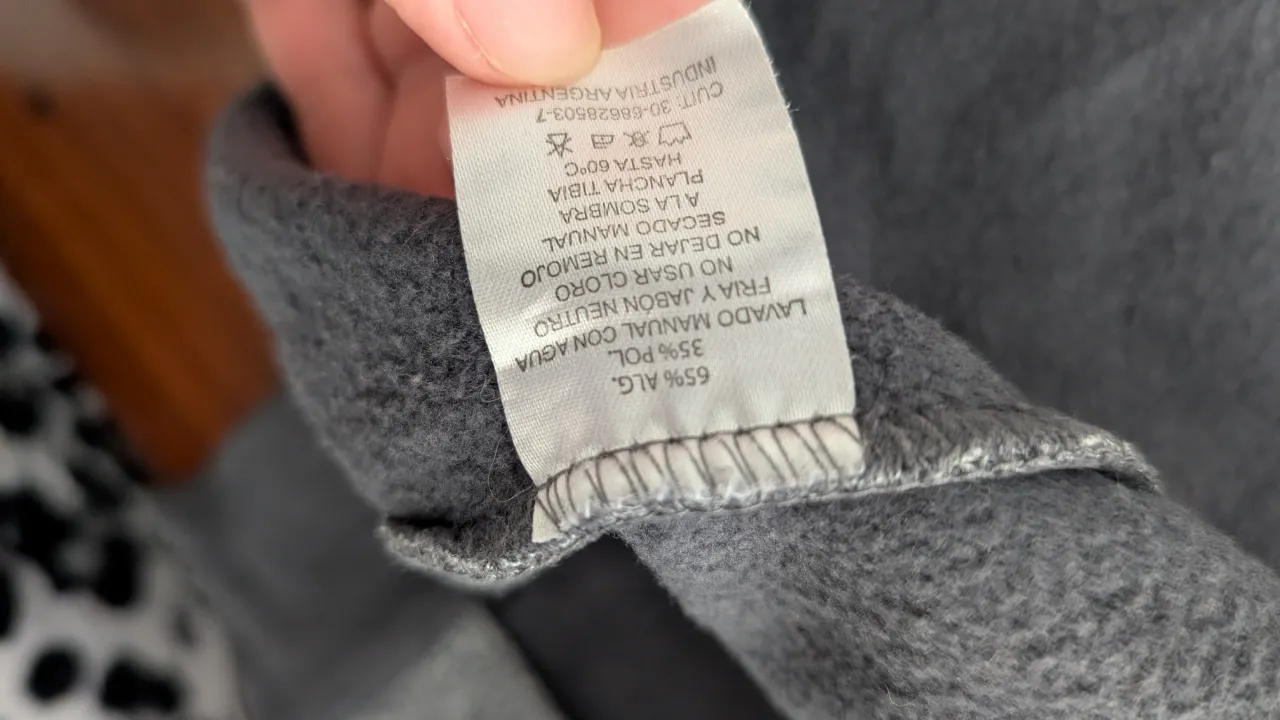 65% ALG.
35% POL.
LAVADO MANUAL CON AGUA
FRIA Y JABON NEUTRO
NO USAR CLORO
NO DEJAR EN REMOJO
SECADO MANUAL
A LA SOMBRA
PLANCHA TIBIA
HASTA 60ºC
CUIT: 30-68628503-7
INDUSTRIA ARGENTINA